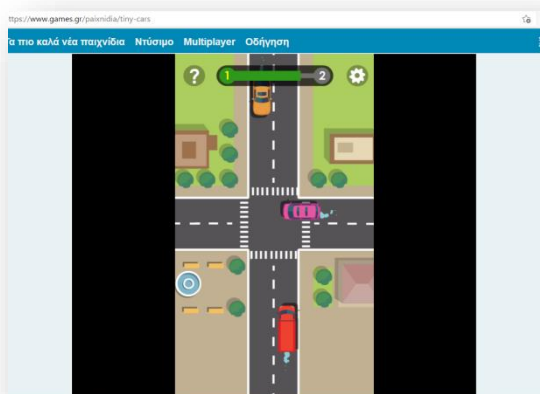 ttps://www.games.gr/paixnidia/tiny-cars
α πιο καλά νέα παιχνίδια Ντύσιμο Multiplayer Οδήγηση
? 1 2